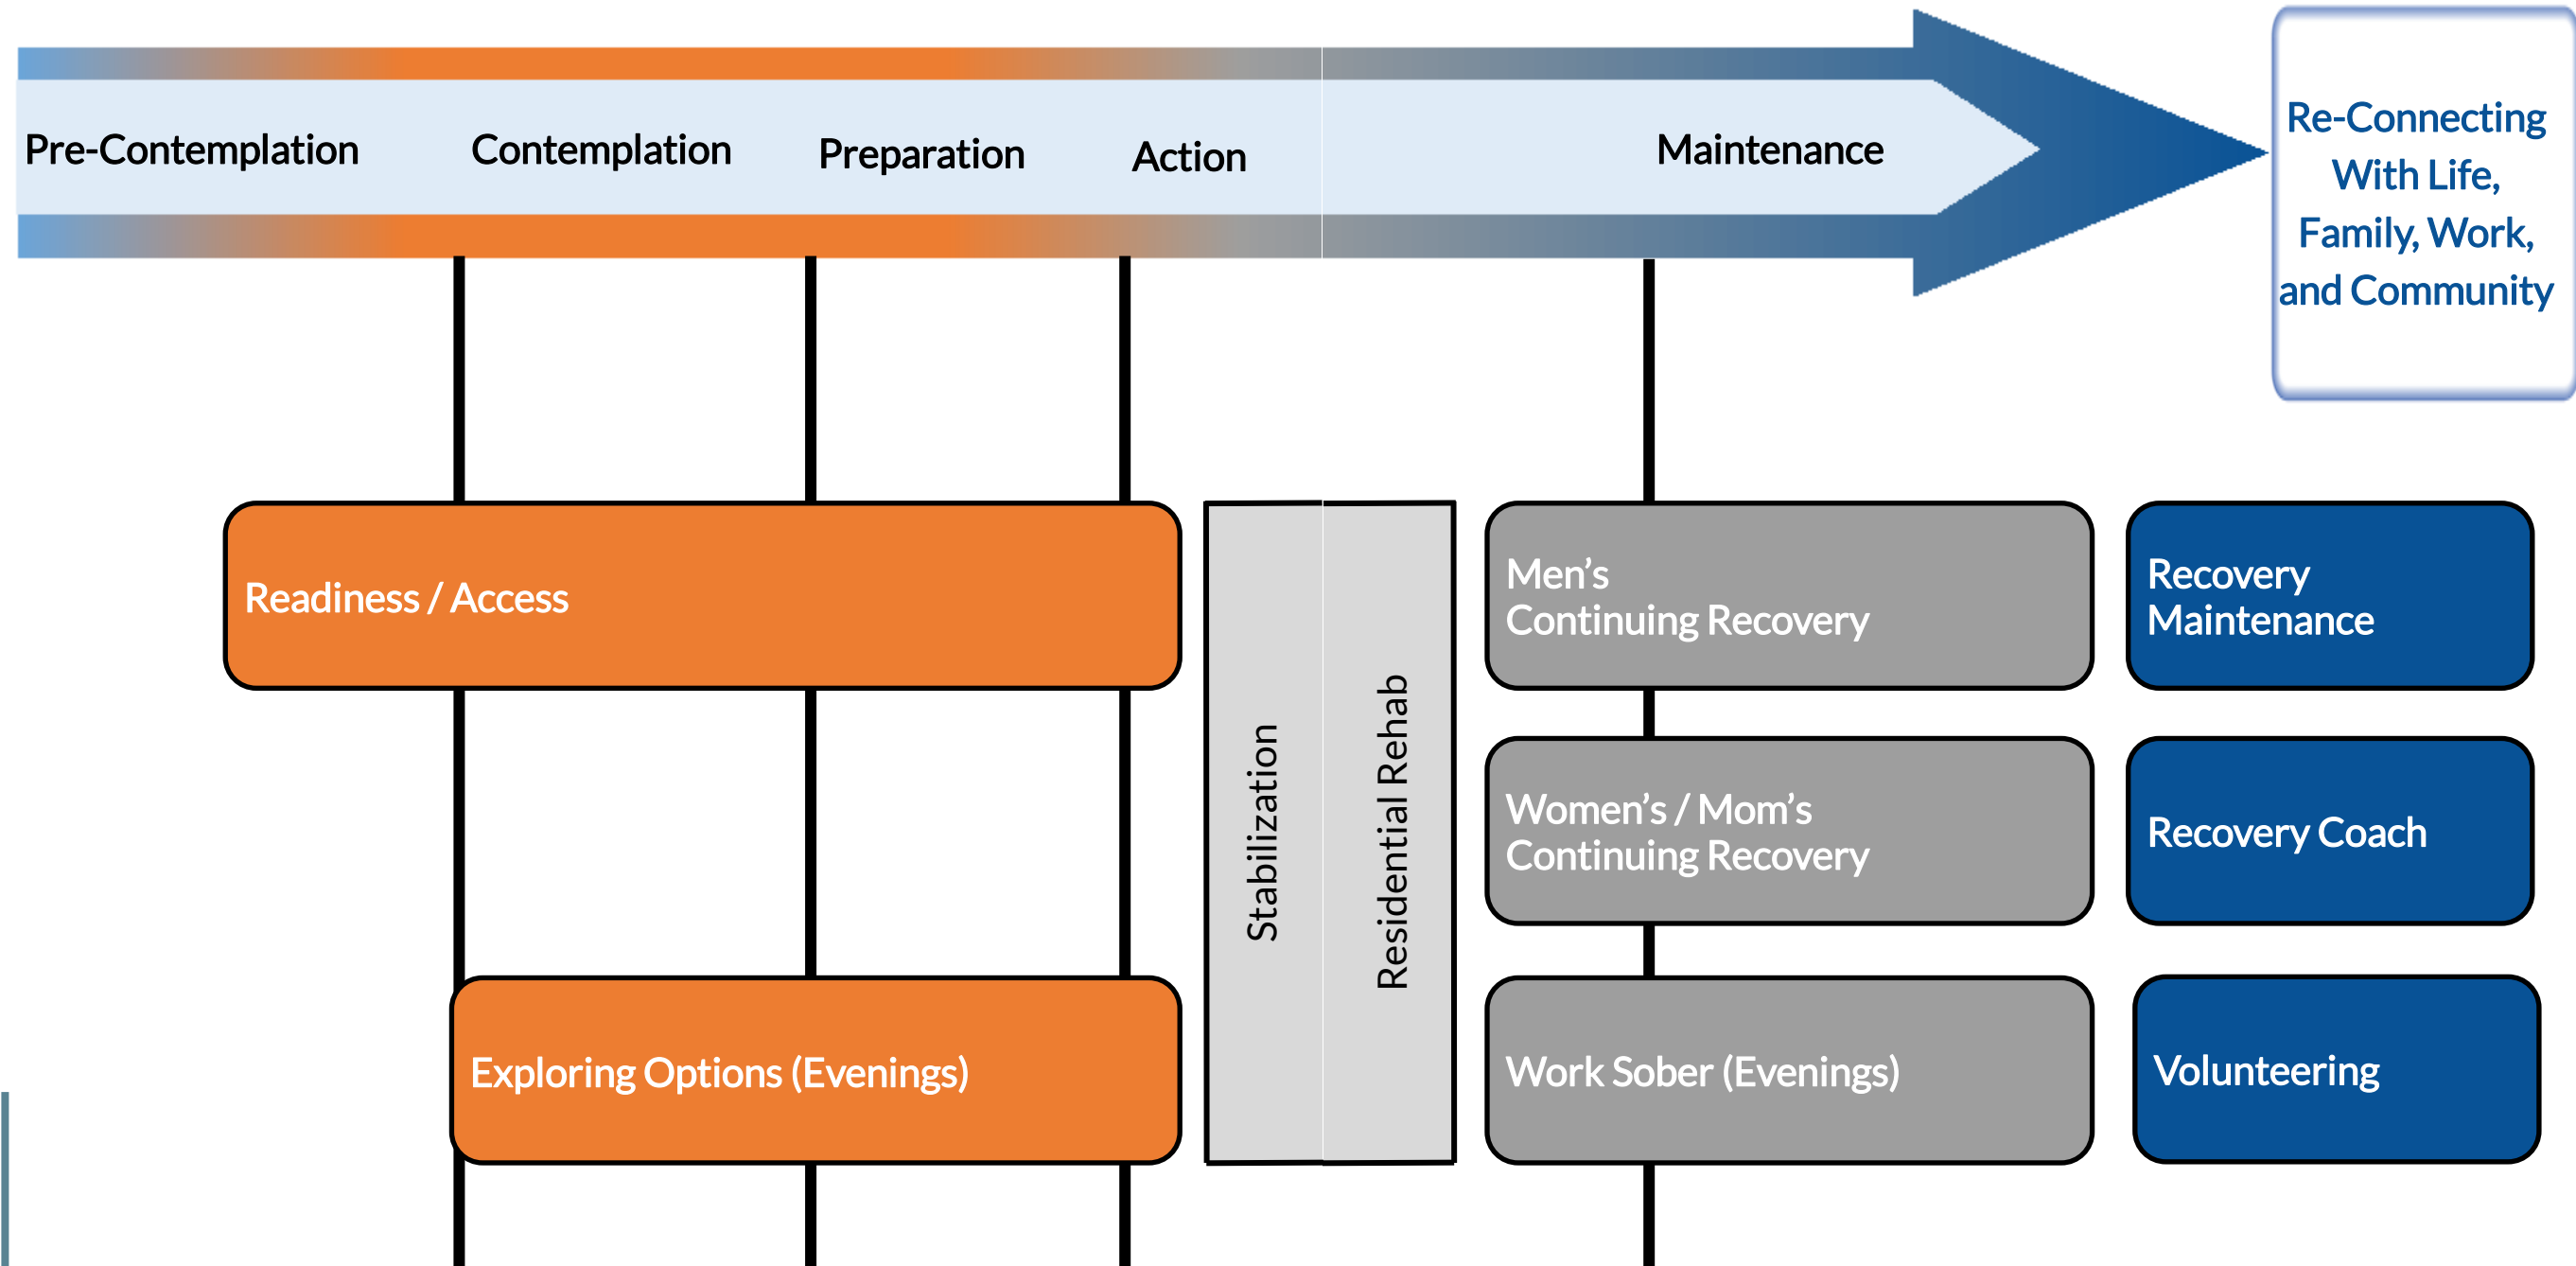 Pre-Contemplation
Contemplation
Preparation
Action
Maintenance
Re-Connecting
With Life,
Family, Work,
and Community
Readiness / Access
Exploring Options (Evenings)
Stabilization
Residential Rehab
Men’s
Continuing Recovery
Women’s / Mom’s
Continuing Recovery
Work Sober (Evenings)
Recovery
Maintenance
Recovery Coach
Volunteering